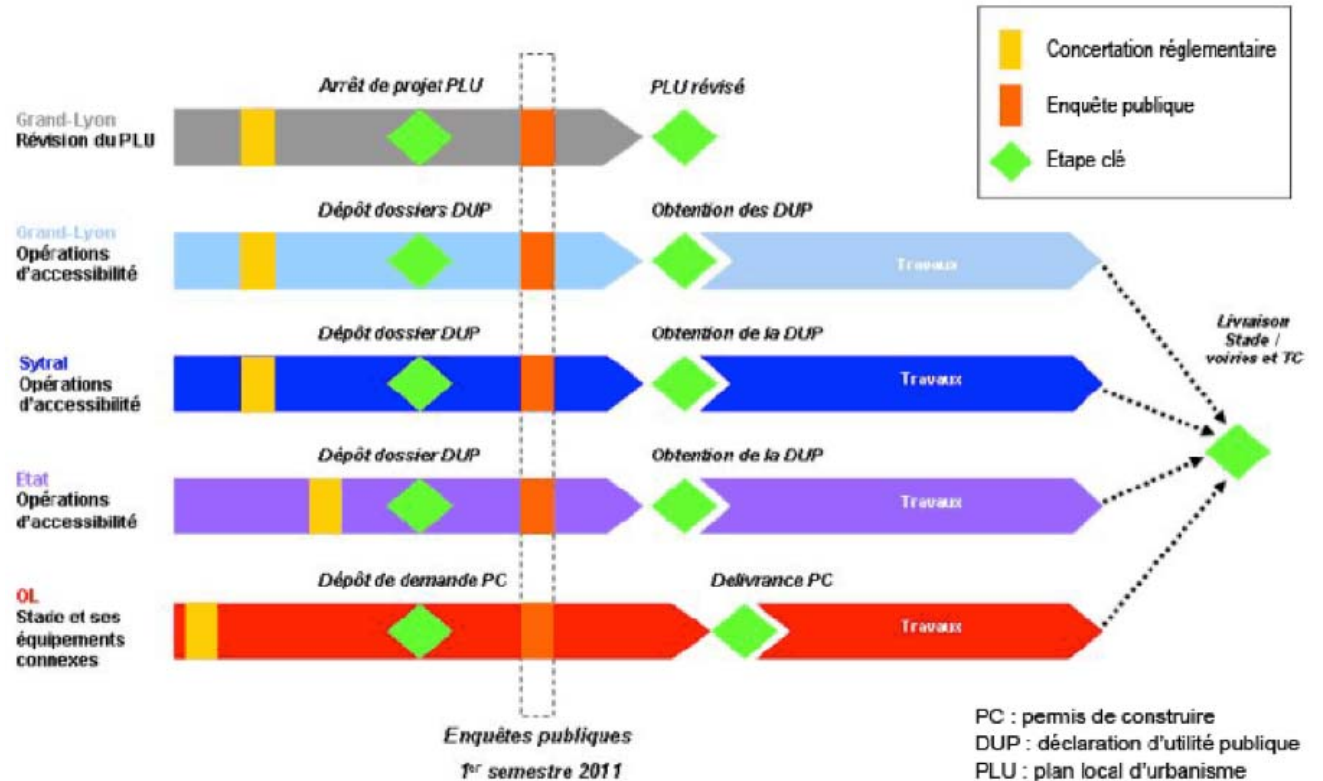 Concertation réglementaire
Enquête publique
Etape clé
Arrêt de projet PLU
PLU révisé
Grand-Lyon
Révision du PLU
Dépôt dossiers DUP
Obtention des DUP
Grand-Lyon
Opérations
d'accessibilité
Travaux
Dépôt dossier DUP
Obtention de la DUP
Sytral
Opérations
d'accessibilité
Travaux
Livraison
Stade /
voiries et TC
Dépôt dossier DUP
Obtention de la DUP
Etat
Opérations
d'accessibilité
Travaux
Dépôt de demande PC
Delivrance PC
OL
Stade et ses
équipements
connexes
Travaux
Enquêtes publiques
1er semestre 2011
PC : permis de construire
DUP : déclaration d'utilité publique
PLU : plan local d'urbanisme